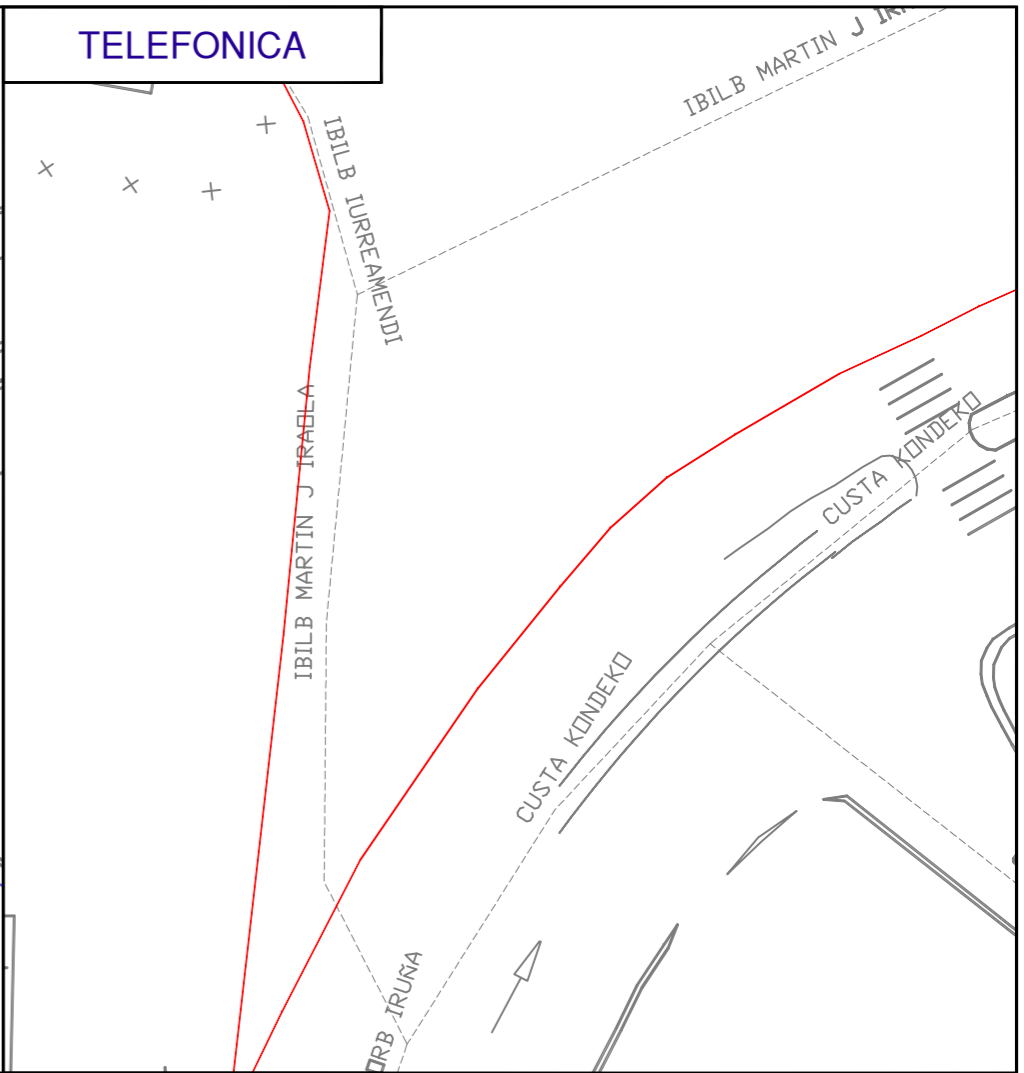 TELEFONICA
IBILB MARTIN J
IBILB IURREAMENDI
IBILB MARTIN J IRAOLA
CUSTA KONDEKO
CUSTA KONDEKO
IRUÑA